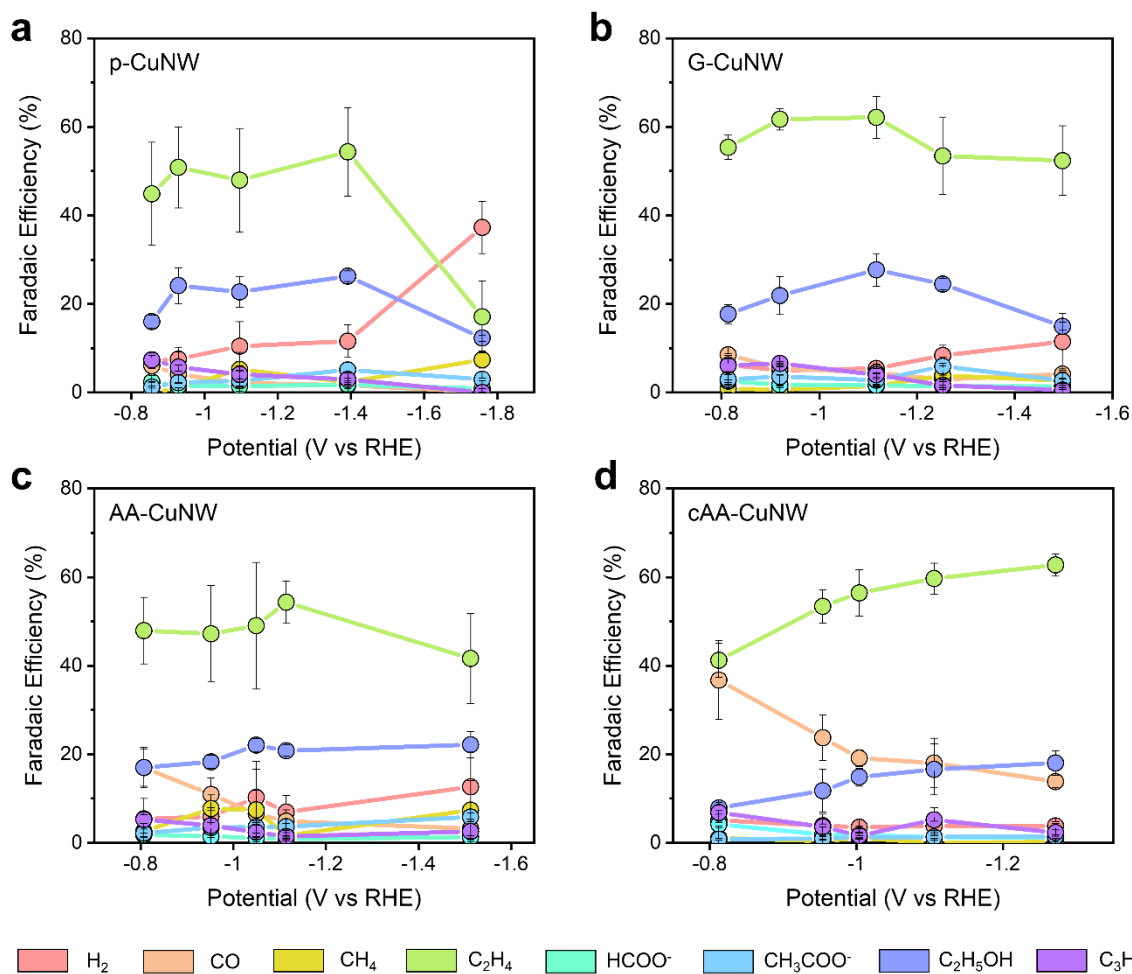 a
p-CuNW
80
60
40
20
0
Faradaic Efficiency (%)
-0.8 -1 -1.2 -1.4 -1.6 -1.8
Potential (V vs RHE)
b
G-CuNW
80
60
40
20
0
Faradaic Efficiency (%)
-0.8 -1 -1.2 -1.4 -1.6
Potential (V vs RHE)
c
AA-CuNW
80
60
40
20
0
Faradaic Efficiency (%)
-0.8 -1 -1.2 -1.4 -1.6
Potential (V vs RHE)
d
cAA-CuNW
80
60
40
20
0
Faradaic Efficiency (%)
-0.8 -1 -1.2
Potential (V vs RHE)
H₂ CO CH₄ C₂H₄ HCOO⁻ CH₃COO⁻ C₂H₅OH C₃H